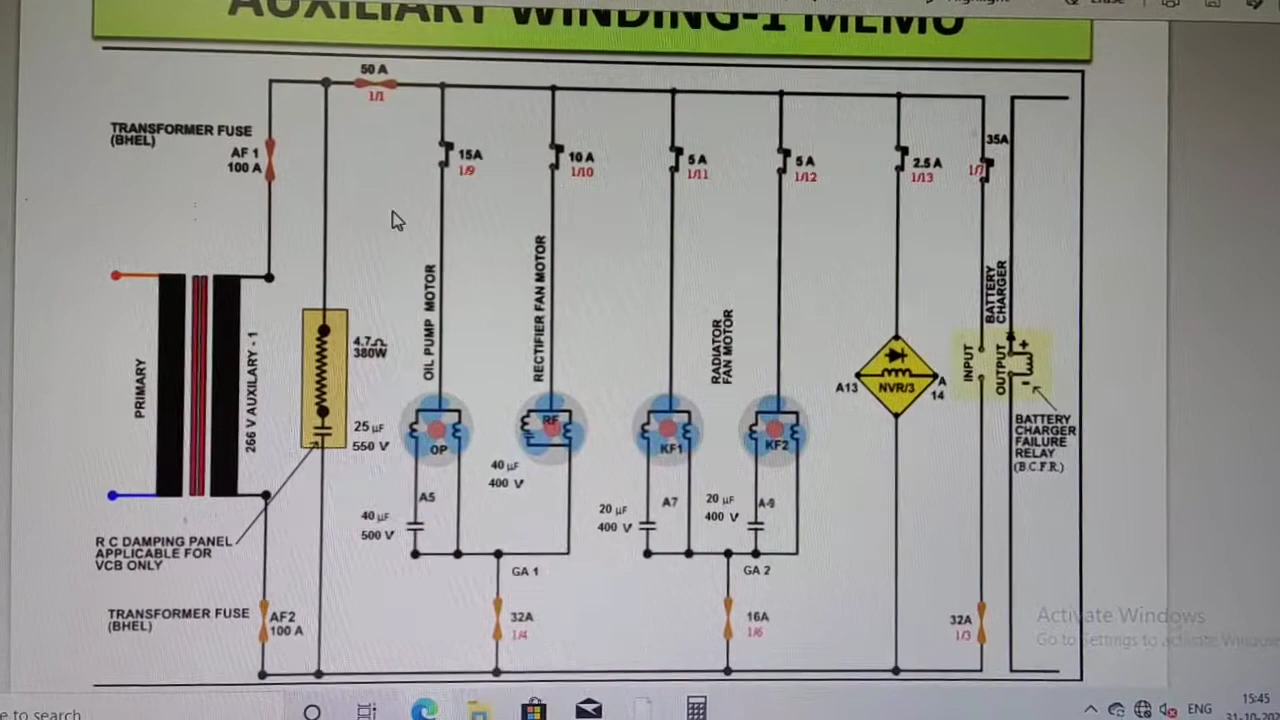 AUXILIARY WINDING-1 MEMU
50 A
1/1
TRANSFORMER FUSE
(BHEL)
AF 1
100 A
15A
1/9
10 A
1/10
5 A
1/11
5 A
1/12
2.5 A
1/13
35A
OIL PUMP MOTOR
RECTIFIER FAN MOTOR
RADIATOR
FAN MOTOR
BATTERY
CHARGER
PRIMARY
266 V AUXILARY - 1
4.7Ω
380W
25 µF
550 V
OP
RF
KF1
KF2
A13
NVR/3
A
14
INPUT
OUTPUT
+
-
BATTERY
CHARGER
FAILURE
RELAY
(B.C.F.R.)
40 µF
400 V
A5
40 µF
500 V
20 µF
400 V
A7
20 µF
400 V
A-9
R C DAMPING PANEL
APPLICABLE FOR
VCB ONLY
GA 1
GA 2
TRANSFORMER FUSE
(BHEL)
AF2
100 A
32A
1/4
16A
1/6
32A
1/3
Activate Windows
Go to Settings to activate Windows
e to search
ENG
15:45